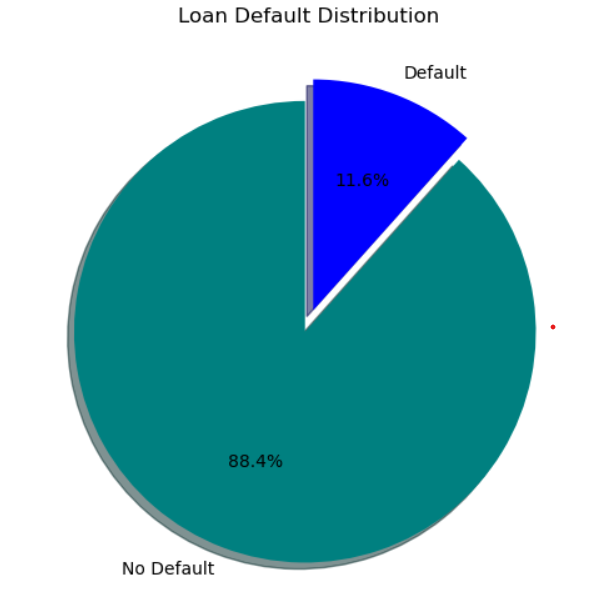 Loan Default Distribution
Default
11.6%
88.4%
No Default